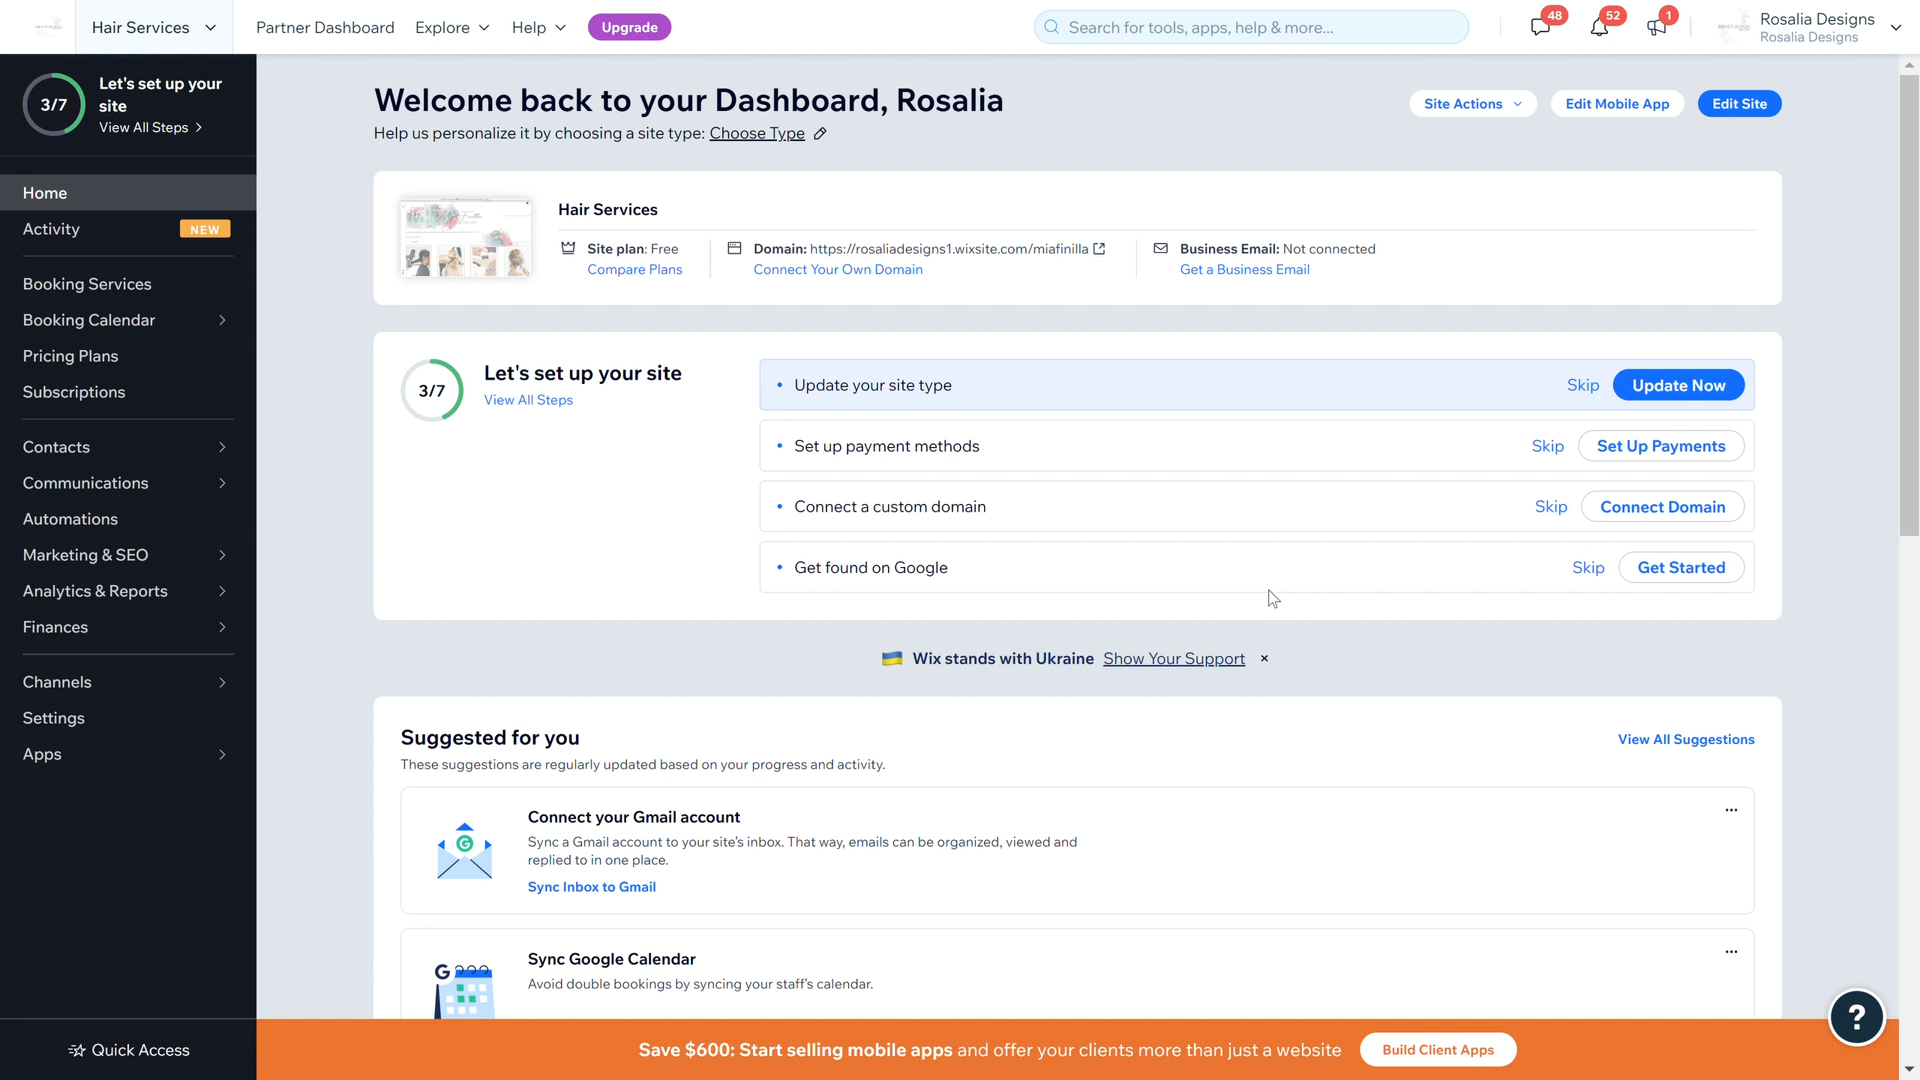 Hair Services
Partner Dashboard
Explore
Help
Upgrade
Search for tools, apps, help & more...
48
52
1
Rosalia Designs
Rosalia Designs
3/7
Let's set up your
site
View All Steps
Home
Activity
NEW
Booking Services
Booking Calendar
Pricing Plans
Subscriptions
Contacts
Communications
Automations
Marketing & SEO
Analytics & Reports
Finances
Channels
Settings
Apps
Quick Access
Welcome back to your Dashboard, Rosalia
Help us personalize it by choosing a site type: Choose Type
Site Actions
Edit Mobile App
Edit Site
Hair Services
Site plan: Free
Compare Plans
Domain: https://rosaliadesigns1.wixsite.com/miafinilla
Connect Your Own Domain
Business Email: Not connected
Get a Business Email
3/7
Let's set up your site
View All Steps
Update your site type
Skip
Update Now
Set up payment methods
Skip
Set Up Payments
Connect a custom domain
Skip
Connect Domain
Get found on Google
Skip
Get Started
Wix stands with Ukraine Show Your Support
Suggested for you
View All Suggestions
These suggestions are regularly updated based on your progress and activity.
Connect your Gmail account
Sync a Gmail account to your site's inbox. That way, emails can be organized, viewed and
replied to in one place.
Sync Inbox to Gmail
Sync Google Calendar
Avoid double bookings by syncing your staff's calendar.
Save $600: Start selling mobile apps and offer your clients more than just a website
Build Client Apps
?